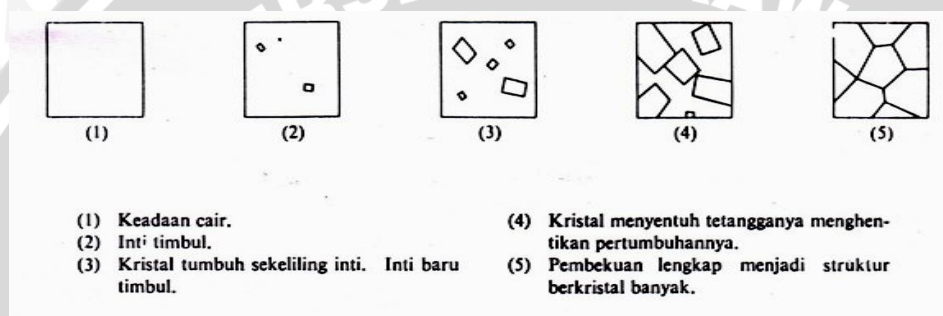 (1) (2) (3) (4) (5)
(1) Keadaan cair.
(2) Inti timbul.
(3) Kristal tumbuh sekeliling inti. Inti baru
timbul.
(4) Kristal menyentuh tetangganya menghen-
tikan pertumbuhannya.
(5) Pembekuan lengkap menjadi struktur
berkristal banyak.